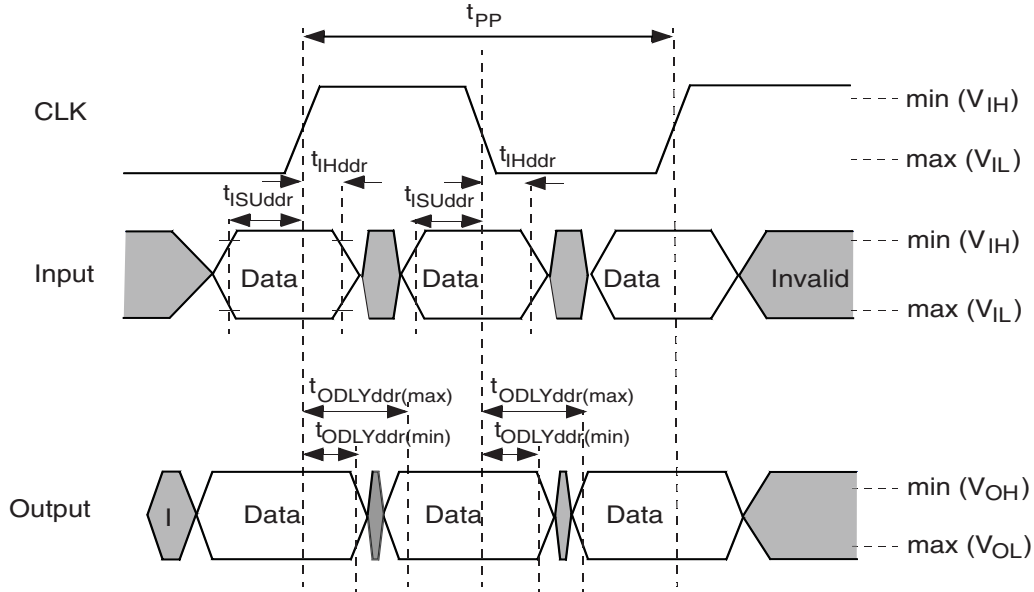 tPP
CLK
min (VIH)
max (VIL)
tIHddr
tIHddr
tISUddr
tISUddr
Input
Data
Data
Data
Invalid
min (VIH)
max (VIL)
tODLYddr(max)
tODLYddr(max)
tODLYddr(min)
tODLYddr(min)
Output
I
Data
Data
Data
min (VOH)
max (VOL)